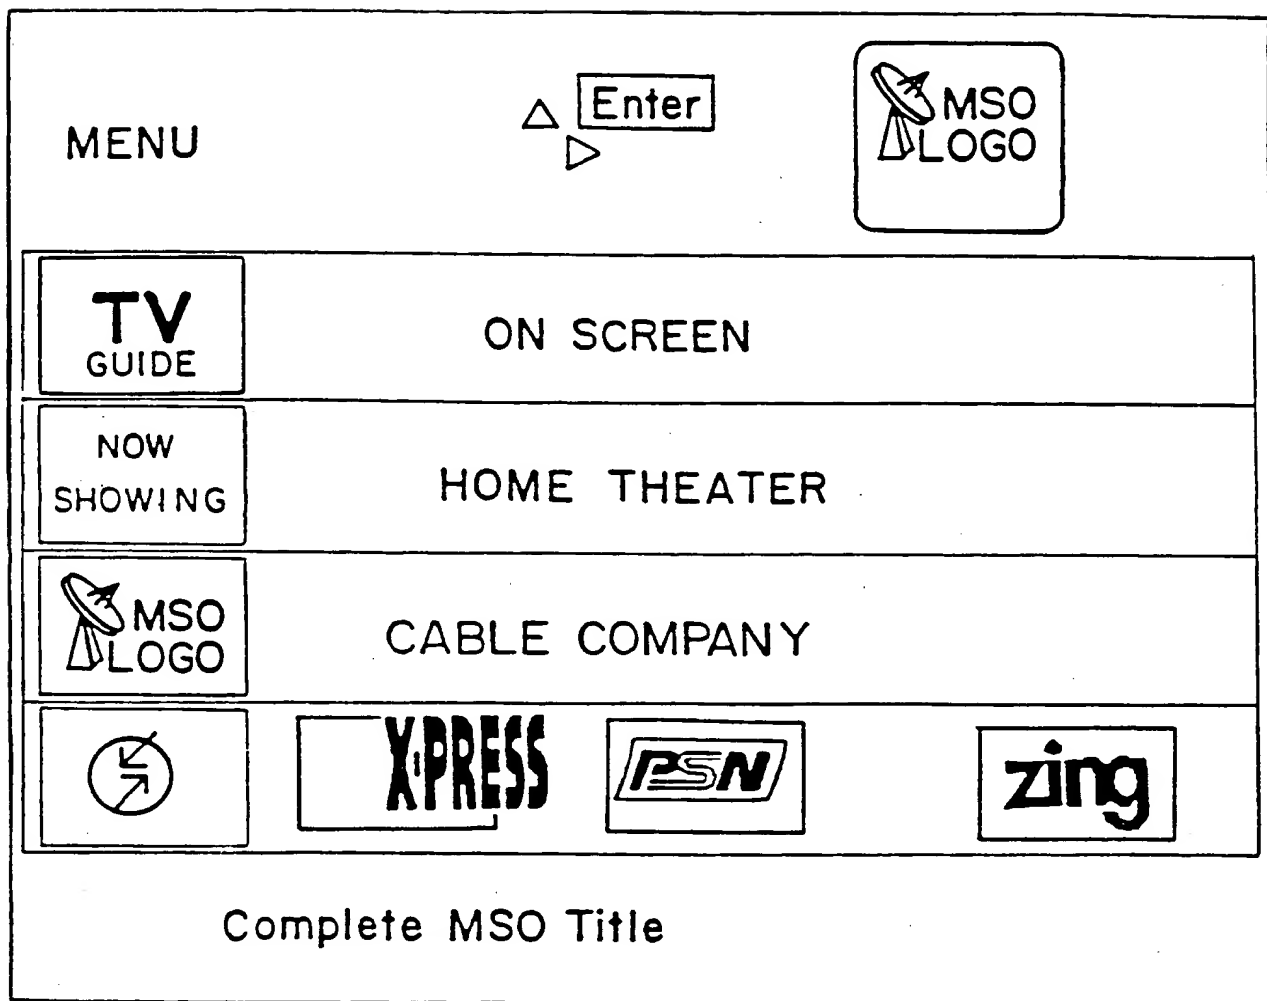 MENU
Enter
MSO
LOGO
TV
GUIDE
ON SCREEN
NOW
SHOWING
HOME THEATER
MSO
LOGO
CABLE COMPANY
X·PRESS
PSN
zing
Complete MSO Title